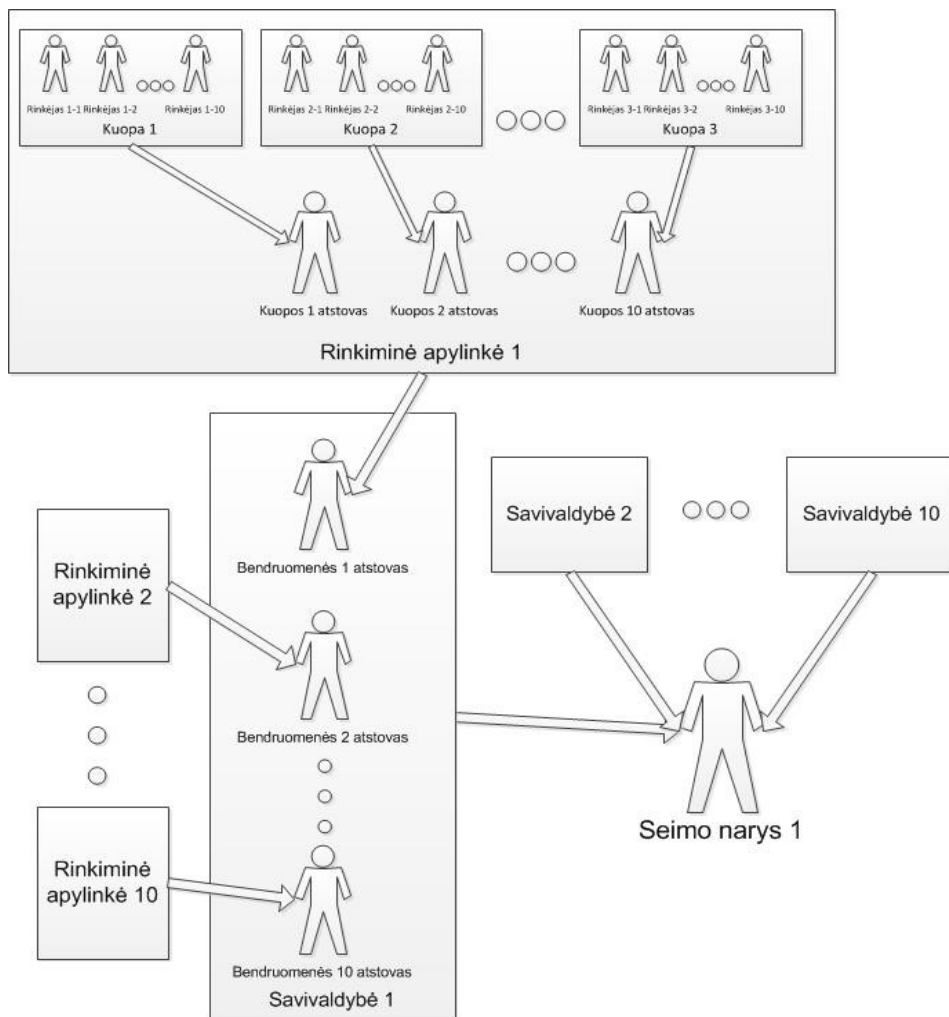 Rinkėjas 1-1 Rinkėjas 1-2 Rinkėjas 1-10
Kuopa 1
Rinkėjas 2-1 Rinkėjas 2-2 Rinkėjas 2-10
Kuopa 2
Rinkėjas 3-1 Rinkėjas 3-2 Rinkėjas 3-10
Kuopa 3
Kuopos 1 atstovas
Kuopos 2 atstovas
Kuopos 10 atstovas
Rinkiminė apylinkė 1
Bendruomenės 1 atstovas
Savivaldybė 2
Savivaldybė 10
Rinkiminė
apylinkė 2
Bendruomenės 2 atstovas
Seimo narys 1
Rinkiminė
apylinkė 10
Bendruomenės 10 atstovas
Savivaldybė 1